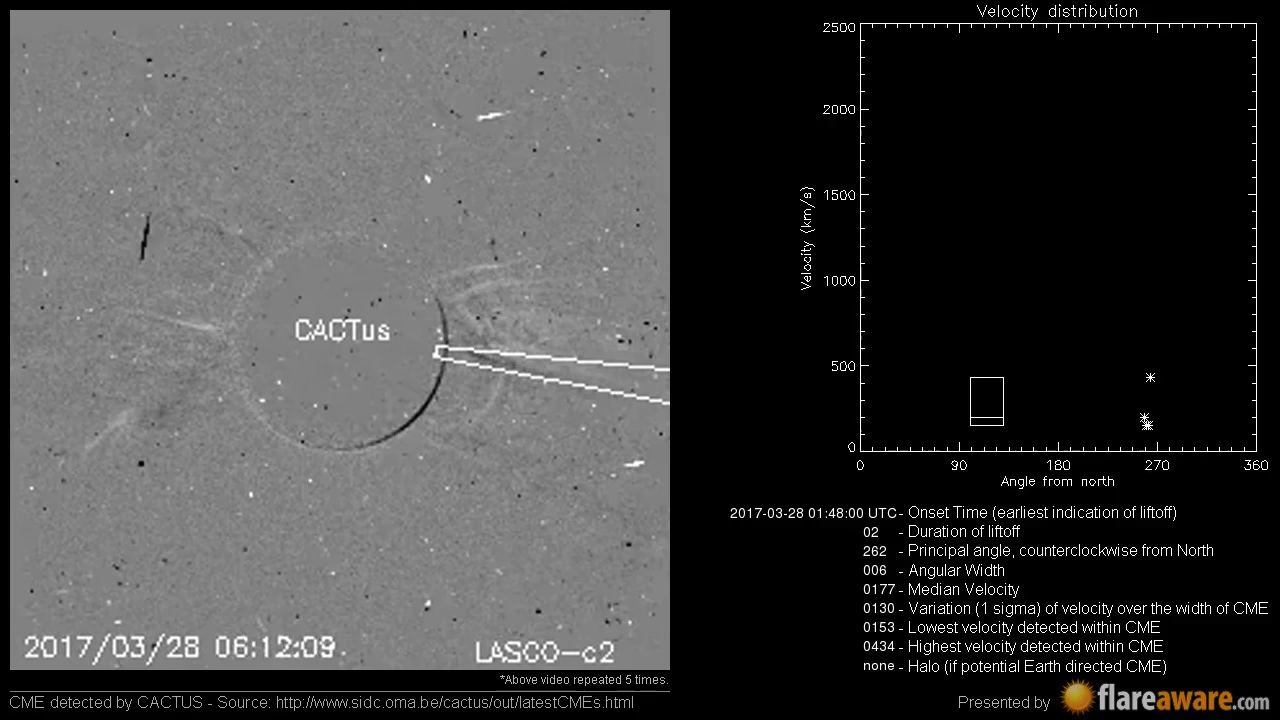 CACTus
2017/03/28 06:12:09.
LASCO-c2
*Above video repeated 5 times.
CME detected by CACTUS - Source: http://www.sidc.oma.be/cactus/out/latestCMEs.html
Velocity distribution
2500
2000
1500
1000
500
0
Velocity (km/s)
0 90 180 270 360
Angle from north
2017-03-28 01:48:00 UTC - Onset Time (earliest indication of liftoff)
02 - Duration of liftoff
262 - Principal angle, counterclockwise from North
006 - Angular Width
0177 - Median Velocity
0130 - Variation (1 sigma) of velocity over the width of CME
0153 - Lowest velocity detected within CME
0434 - Highest velocity detected within CME
none - Halo (if potential Earth directed CME)
Presented by flareaware.com